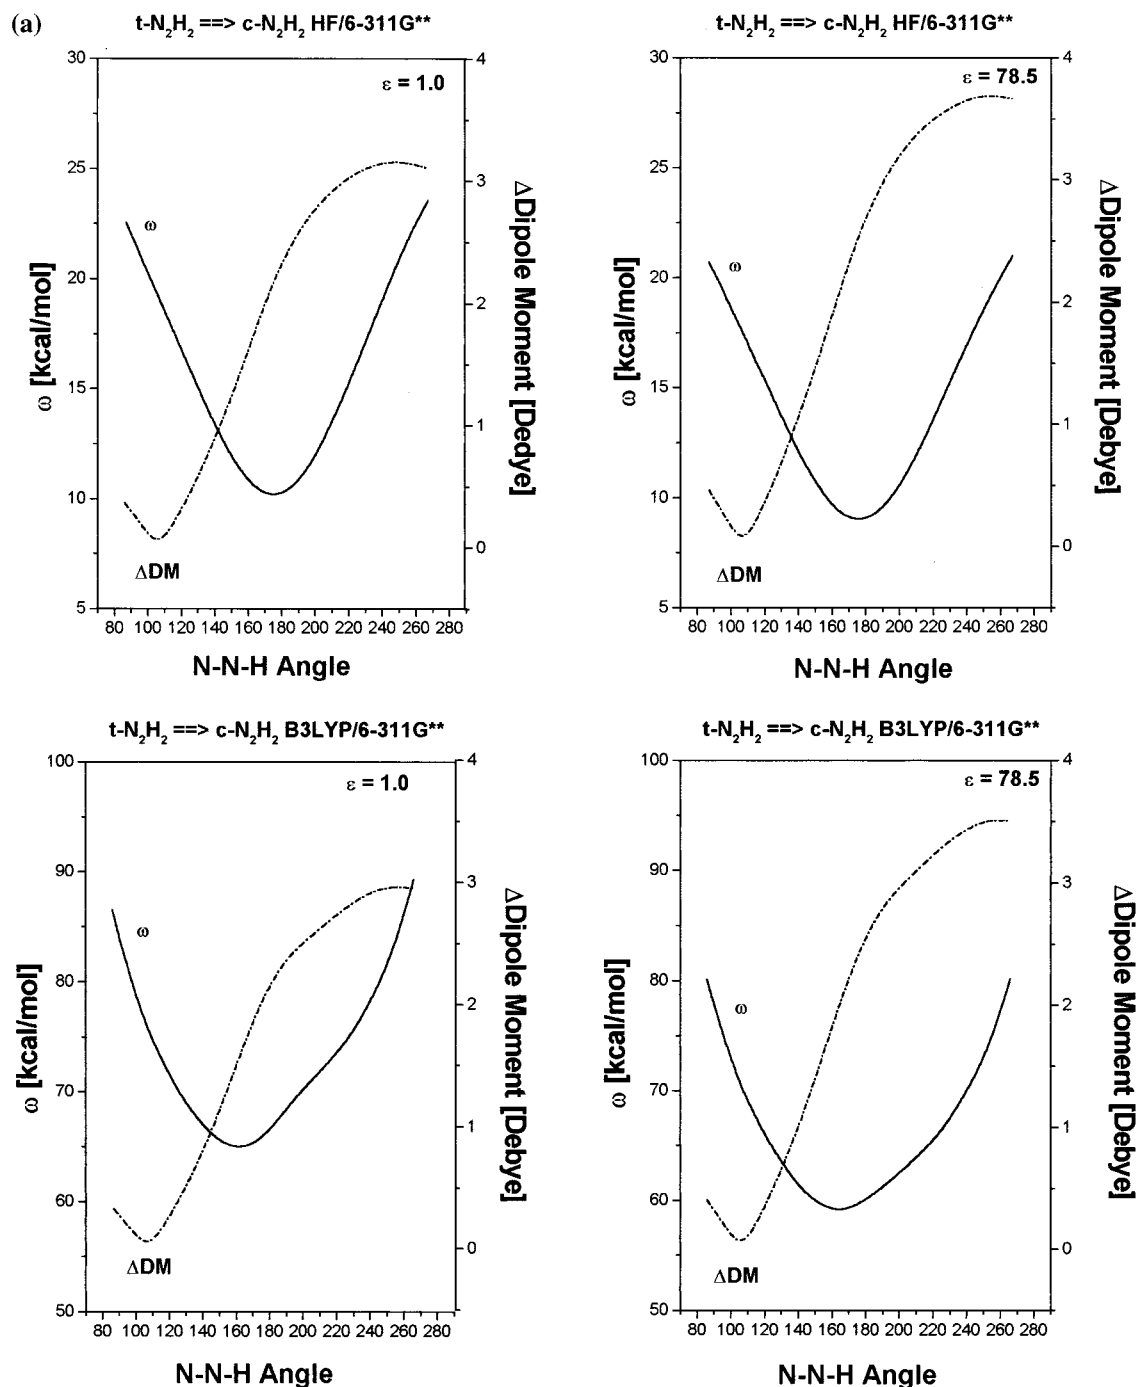 (a)
t-N₂H₂ ==> c-N₂H₂ HF/6-311G**
ε = 1.0
ω
ΔDM
30
25
20
15
10
5
ω [kcal/mol]
4
3
2
1
0
ΔDipole Moment [Dedye]
80 100 120 140 160 180 200 220 240 260 280
N-N-H Angle
t-N₂H₂ ==> c-N₂H₂ HF/6-311G**
ε = 78.5
ω
ΔDM
30
25
20
15
10
5
ω [kcal/mol]
4
3
2
1
0
ΔDipole Moment [Debye]
80 100 120 140 160 180 200 220 240 260 280
N-N-H Angle
t-N₂H₂ ==> c-N₂H₂ B3LYP/6-311G**
ε = 1.0
ω
ΔDM
100
90
80
70
60
50
ω [kcal/mol]
4
3
2
1
0
ΔDipole Moment [Debye]
80 100 120 140 160 180 200 220 240 260 280
N-N-H Angle
t-N₂H₂ ==> c-N₂H₂ B3LYP/6-311G**
ε = 78.5
ω
ΔDM
100
90
80
70
60
50
ω [kcal/mol]
4
3
2
1
0
ΔDipole Moment [Debye]
80 100 120 140 160 180 200 220 240 260 280
N-N-H Angle